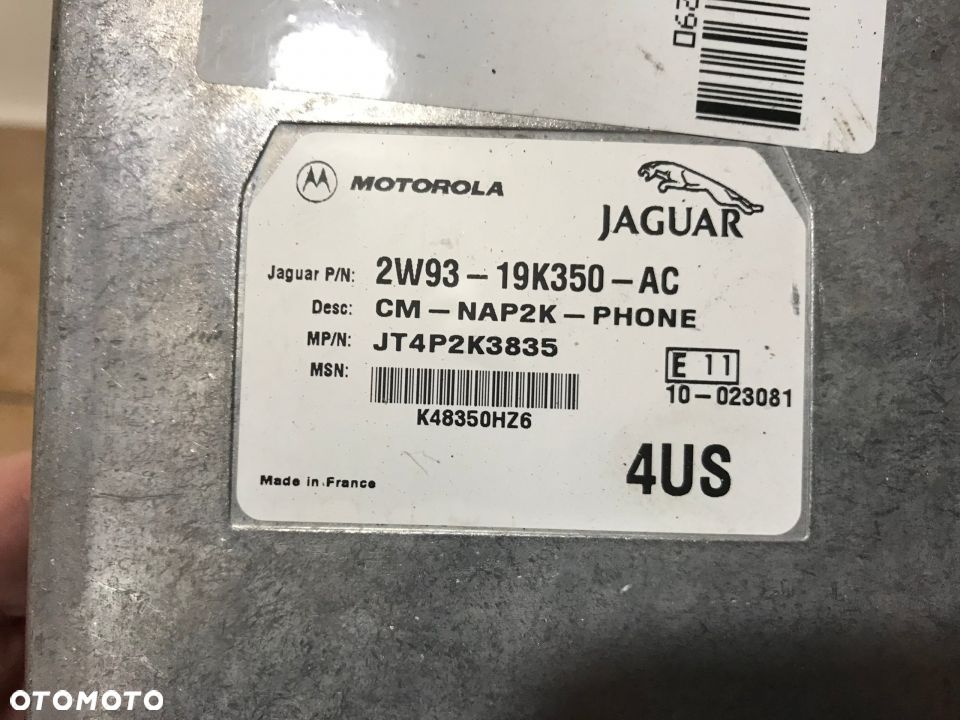 MOTOROLA
JAGUAR
Jaguar P/N: 2W93-19K350-AC
Desc: CM-NAP2K-PHONE
MP/N: JT4P2K3835
MSN:
K48350HZ6
E 11
10-023081
4US
Made in France
OTOMOTO